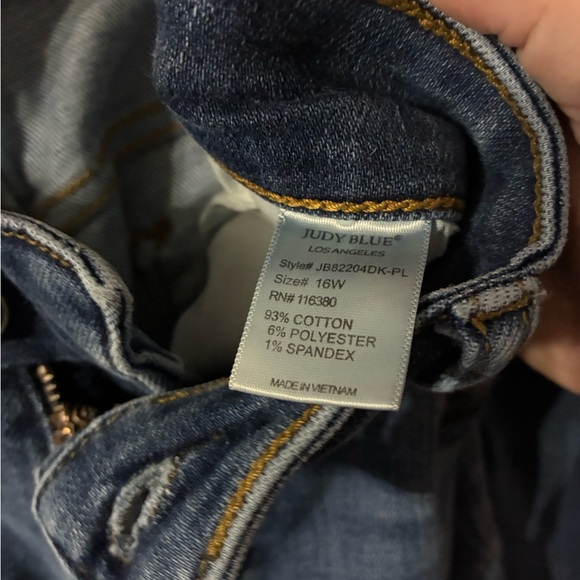 JUDY BLUE®
LOS ANGELES
Style# JB82204DK-PL
Size# 16W
RN# 116380
93% COTTON
6% POLYESTER
1% SPANDEX
MADE IN VIETNAM